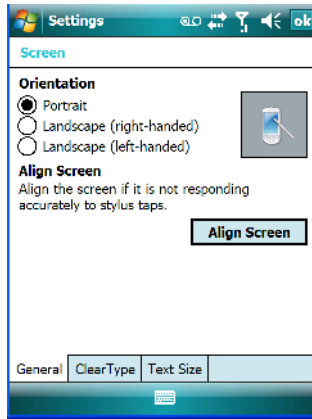 Settings
ok
Screen
Orientation
Portrait
Landscape (right-handed)
Landscape (left-handed)
Align Screen
Align the screen if it is not responding
accurately to stylus taps.
Align Screen
General ClearType Text Size